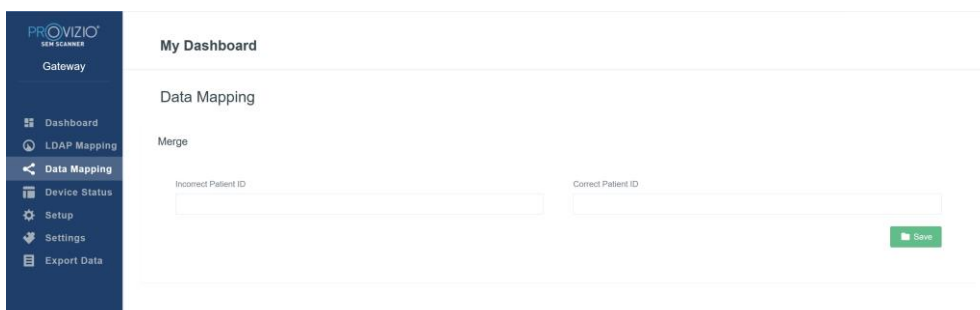 PROVIZIO®
SEM SCANNER
Gateway
Dashboard
LDAP Mapping
Data Mapping
Device Status
Setup
Settings
Export Data
My Dashboard
Data Mapping
Merge
Incorrect Patient ID
Correct Patient ID
Save